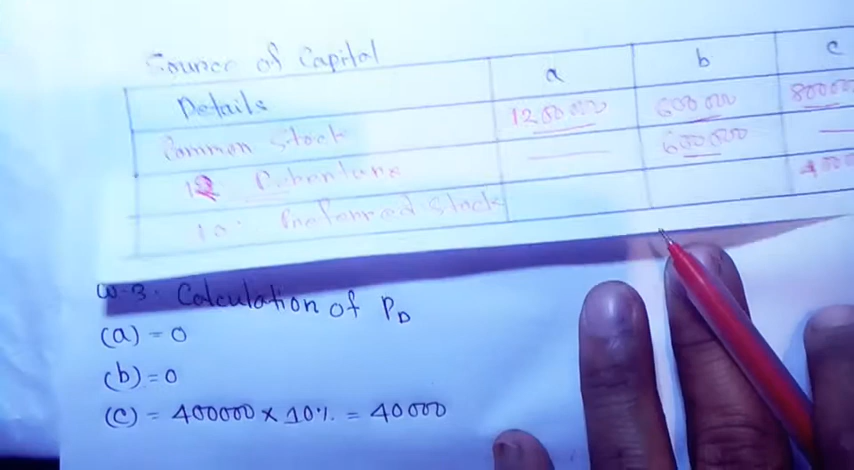 Source of Capital
Details a b c
Common Stock 1200000 600000 800000
12 Debenture — 600000 —
10% Preferred Stock 4000
W-3. Calculation of PD
(a) = 0
(b) = 0
(c) = 400000 × 10% = 40000